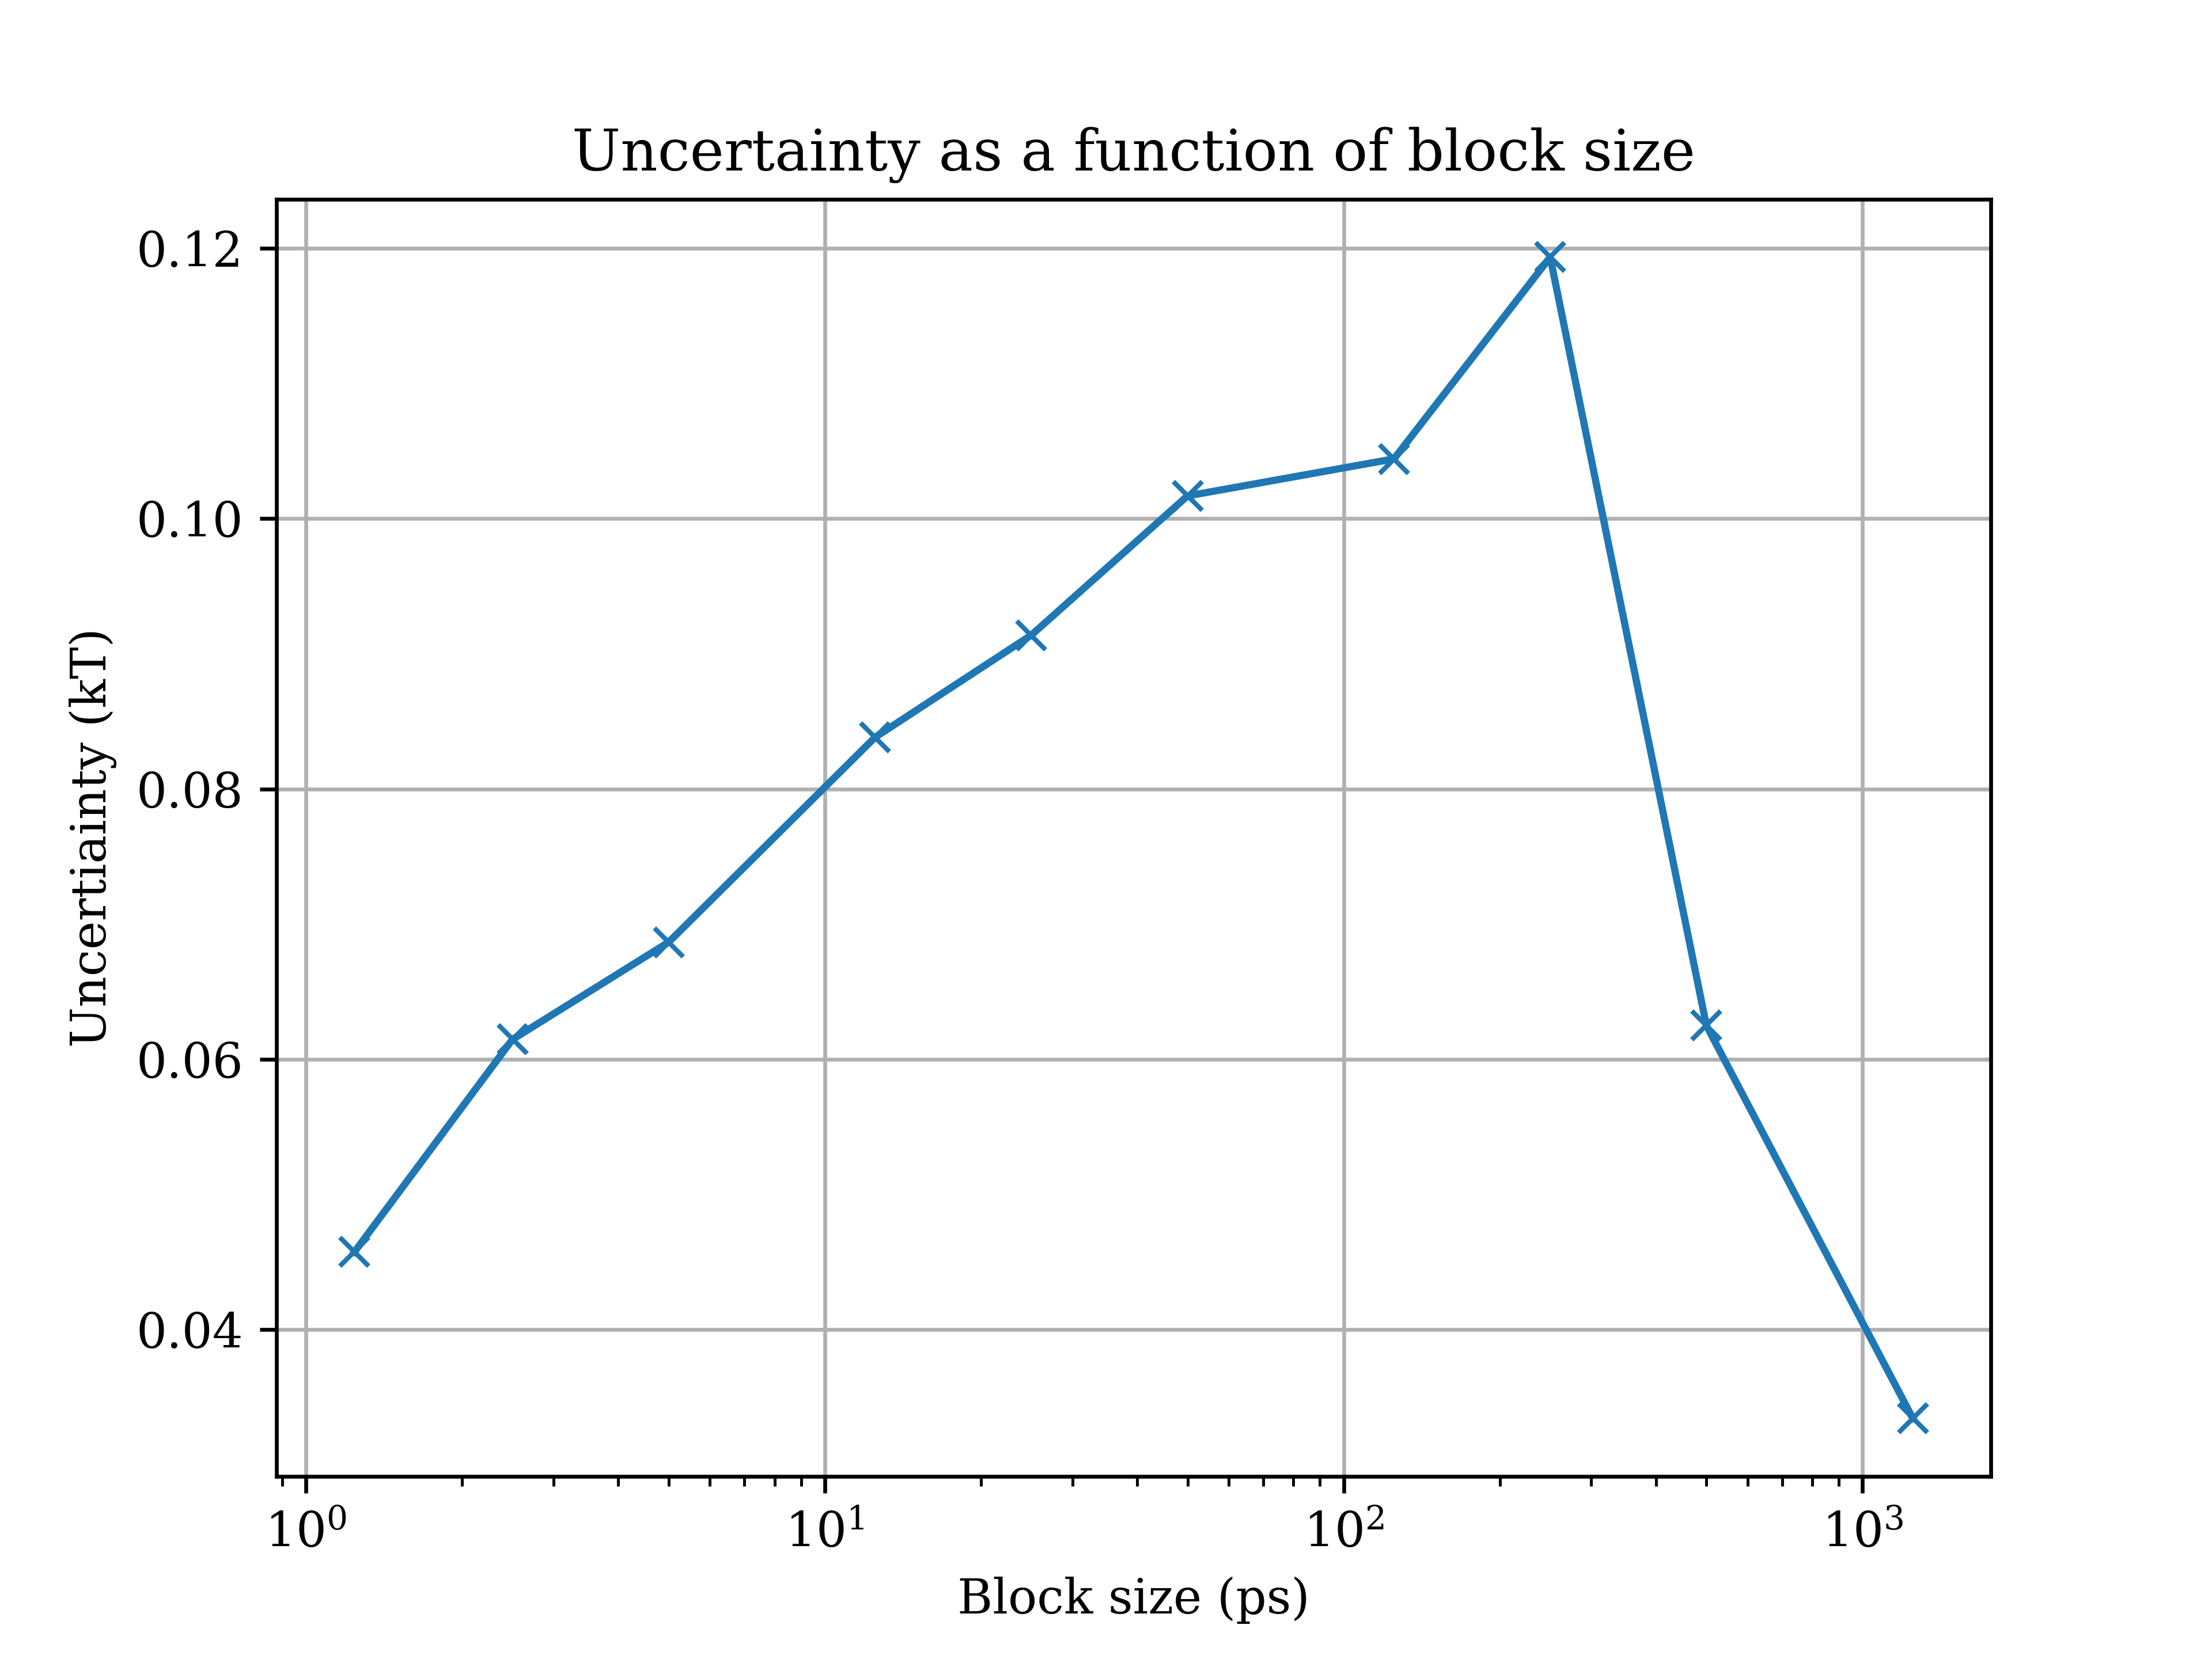 Uncertainty as a function of block size
0.12
0.10
0.08
0.06
0.04
Uncertiainty (kT)
10⁰ 10¹ 10² 10³
Block size (ps)